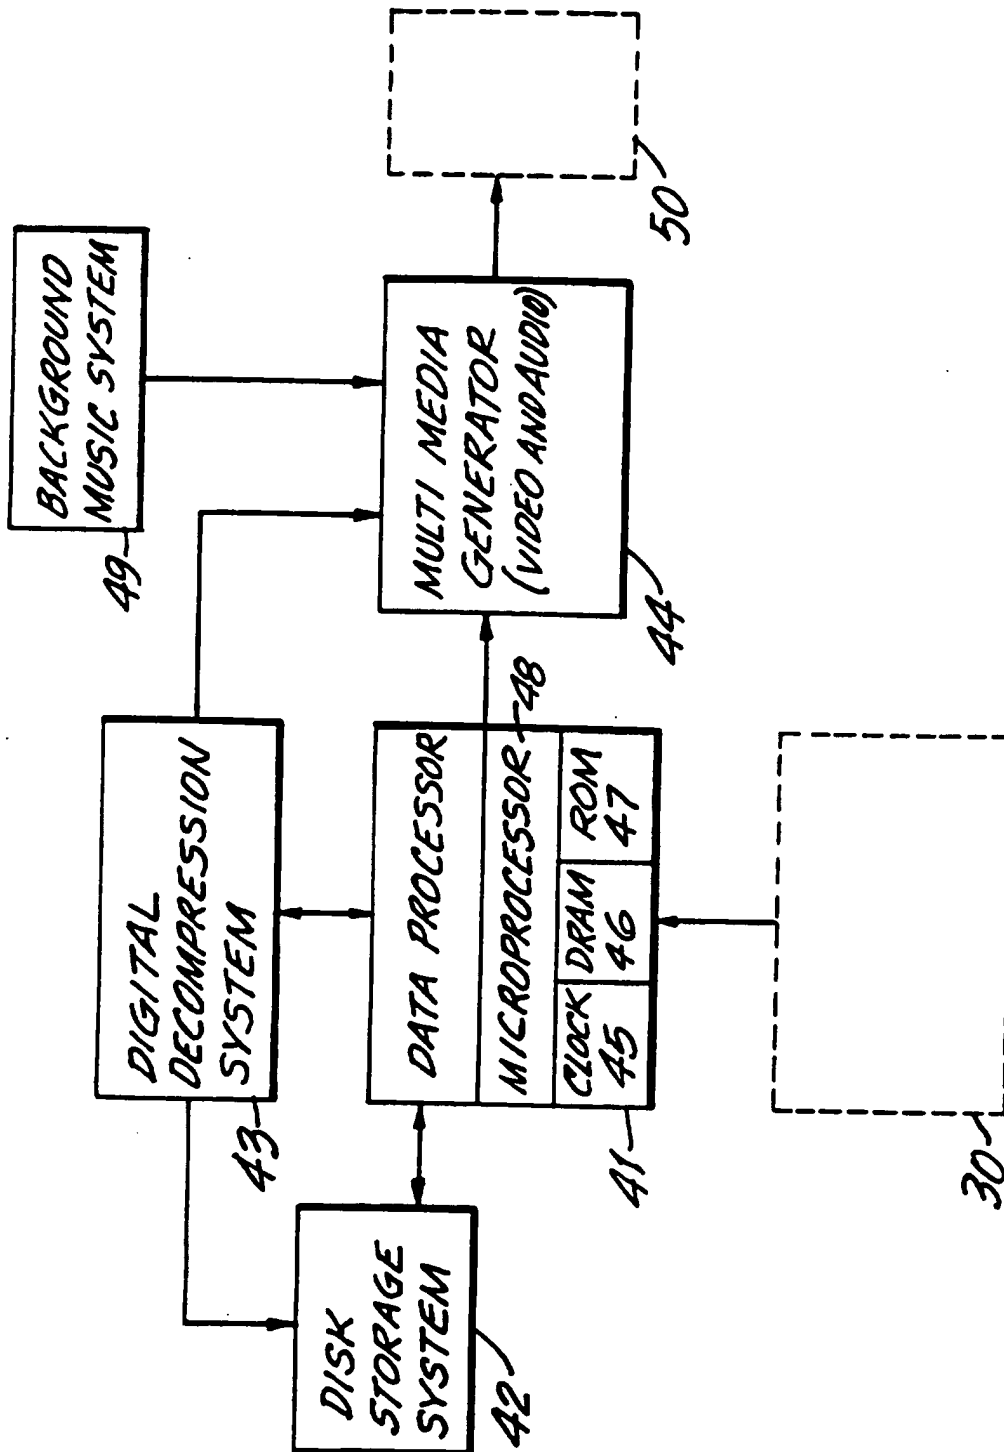 BACKGROUND
MUSIC SYSTEM
49
DIGITAL
DECOMPRESSION
SYSTEM
43
DISK
STORAGE
SYSTEM
42
DATA PROCESSOR
MICROPROCESSOR
48
CLOCK
45
DRAM
46
ROM
47
41
MULTI MEDIA
GENERATOR
(VIDEO AND AUDIO)
44
50
30